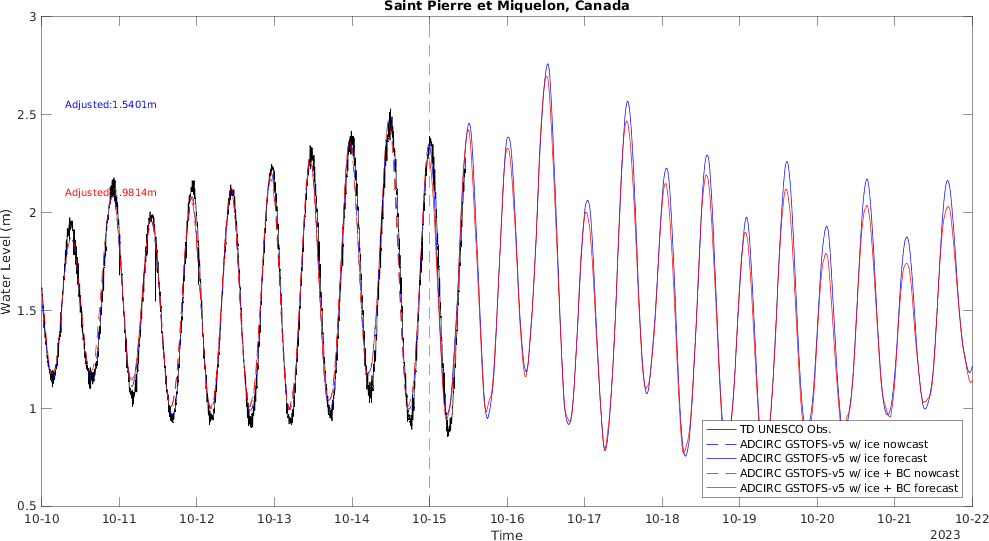 Saint Pierre et Miquelon, Canada
3
2.5
2
1.5
1
0.5
Water Level (m)
Adjusted:1.5401m
Adjusted:1.9814m
TD UNESCO Obs.
ADCIRC GSTOFS-v5 w/ ice nowcast
ADCIRC GSTOFS-v5 w/ ice forecast
ADCIRC GSTOFS-v5 w/ ice + BC nowcast
ADCIRC GSTOFS-v5 w/ ice + BC forecast
10-10 10-11 10-12 10-13 10-14 10-15 10-16 10-17 10-18 10-19 10-20 10-21 10-22
Time
2023